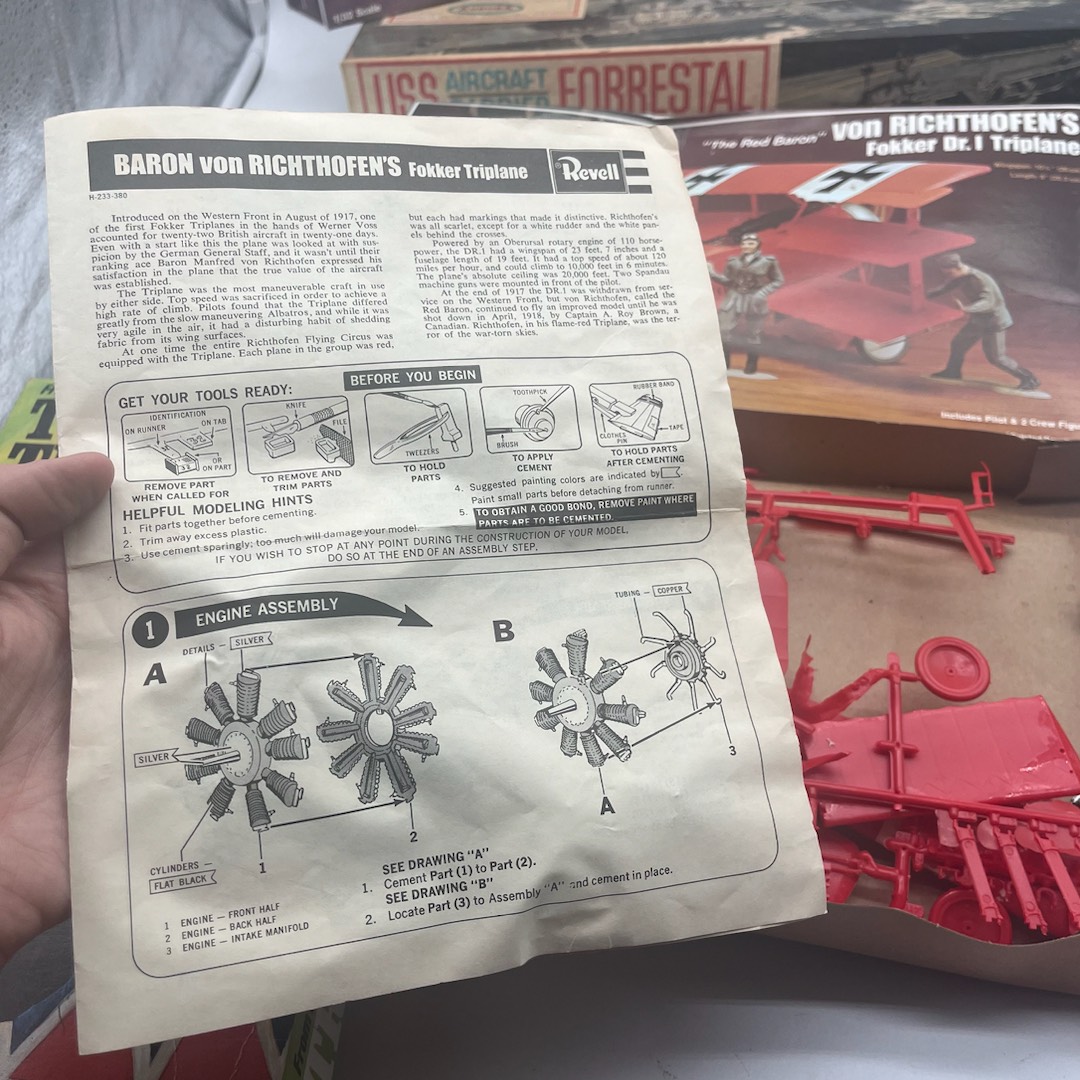 1/100 Scale
USS AIRCRAFT CARRIER FORRESTAL
"The Red Baron" von RICHTHOFEN'S
Fokker Dr. I Triplane
Includes Pilot & 2 Crew Figu
BARON von RICHTHOFEN'S Fokker Triplane
Revell
H-233-380
Introduced on the Western Front in August of 1917, one
of the first Fokker Triplanes in the hands of Werner Voss
accounted for twenty-two British aircraft in twenty-one days.
Even with a start like this the plane was looked at with sus-
picion by the German General Staff, and it wasn't until their
ranking ace Baron Manfred von Richthofen expressed his
satisfaction in the plane that the true value of the aircraft
was established.
The Triplane was the most maneuverable craft in use
by either side. Top speed was sacrificed in order to achieve a
high rate of climb. Pilots found that the Triplane differed
greatly from the slow maneuvering Albatros, and while it was
very agile in the air, it had a disturbing habit of shedding
fabric from its wing surfaces.
At one time the entire Richthofen Flying Circus was
equipped with the Triplane. Each plane in the group was red,
but each had markings that made it distinctive. Richthofen's
was all scarlet, except for a white rudder and the white pan-
els behind the crosses.
Powered by an Oberursal rotary engine of 110 horse-
power, the DR.1 had a wingspan of 23 feet, 7 inches and a
fuselage length of 19 feet. It had a top speed of about 120
miles per hour, and could climb to 10,000 feet in 6 minutes.
The plane's absolute ceiling was 20,000 feet. Two Spandau
machine guns were mounted in front of the pilot.
At the end of 1917 the DR.1 was withdrawn from ser-
vice on the Western Front, but von Richthofen, called the
Red Baron, continued to fly an improved model until he was
shot down in April, 1918, by Captain A. Roy Brown, a
Canadian. Richthofen, in his flame-red Triplane, was the ter-
ror of the war-torn skies.
BEFORE YOU BEGIN
GET YOUR TOOLS READY:
IDENTIFICATION
ON RUNNER
ON TAB
OR
ON PART
REMOVE PART
WHEN CALLED FOR
KNIFE
FILE
TO REMOVE AND
TRIM PARTS
TWEEZERS
TO HOLD
PARTS
TOOTHPICK
BRUSH
TO APPLY
CEMENT
RUBBER BAND
TAPE
CLOTHES
PIN
TO HOLD PARTS
AFTER CEMENTING
HELPFUL MODELING HINTS
1. Fit parts together before cementing.
2. Trim away excess plastic.
3. Use cement sparingly; too much will damage your model.
4. Suggested painting colors are indicated by
Paint small parts before detaching from runner.
5. TO OBTAIN A GOOD BOND, REMOVE PAINT WHERE
PARTS ARE TO BE CEMENTED.
IF YOU WISH TO STOP AT ANY POINT DURING THE CONSTRUCTION OF YOUR MODEL,
DO SO AT THE END OF AN ASSEMBLY STEP.
1 ENGINE ASSEMBLY
A
DETAILS – SILVER
SILVER
CYLINDERS –
FLAT BLACK
1
2
B
TUBING – COPPER
3
A
1 ENGINE – FRONT HALF
2 ENGINE – BACK HALF
3 ENGINE – INTAKE MANIFOLD
SEE DRAWING "A"
1. Cement Part (1) to Part (2).
SEE DRAWING "B"
2. Locate Part (3) to Assembly "A" and cement in place.